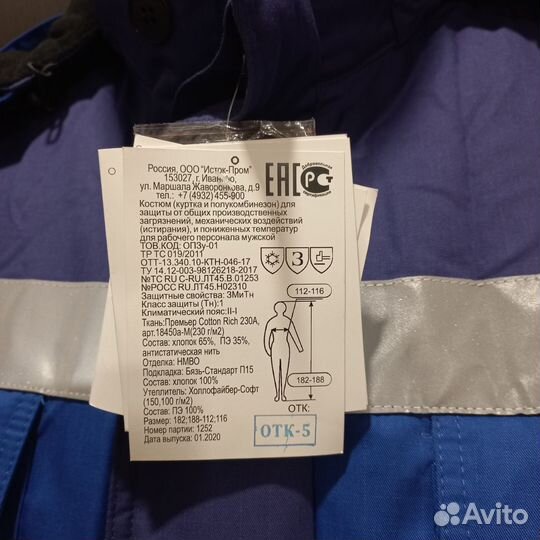 Россия, ООО "Исток-Пром"
153027, г. Иваново,
ул. Маршала Жаворонкова, д.9
тел.: +7 (4932) 455-900
Костюм (куртка и полукомбинезон) для
защиты от общих производственных
загрязнений, механических воздействий
(истирания), и пониженных температур
для рабочего персонала мужской
ТОВ.КОД: ОПЗу-01
ТР ТС 019/2011
ОТТ-13.340.10-КТН-046-17
ТУ 14.12-003-98126218-2017
№ТС RU C-RU.ЛТ45.В.01253
№РОСС RU.ЛТ45.Н02310
Защитные свойства: ЗМиТн
Класс защиты (Тн):1
Климатический пояс:II-I
Ткань:Премьер Cotton Rich 230А,
арт.18450а-М(230 г/м2)
Состав: хлопок 65%, ПЭ 35%,
антистатическая нить
Отделка: НМВО
Подкладка: Бязь-Стандарт П15
Состав: хлопок 100%
Утеплитель: Холлофайбер-Софт
(150,100 г/м2)
Состав: ПЭ 100%
Размер: 182;188-112;116
Номер партии: 1252
Дата выпуска: 01.2020
ЕАС
Добровольная
РСТ
сертификация
З
112-116
182-188
ОТК:
ОТК-5
Avito